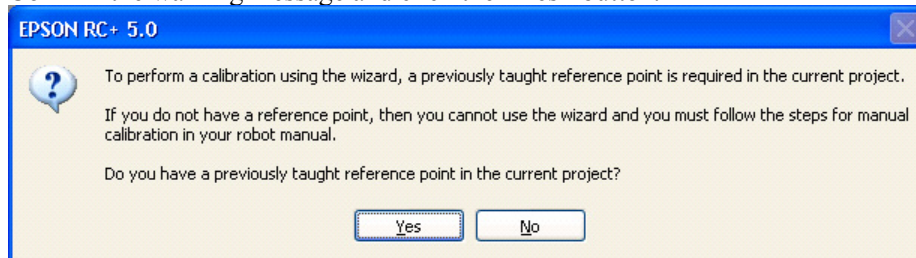 EPSON RC+ 5.0
To perform a calibration using the wizard, a previously taught reference point is required in the current project.
If you do not have a reference point, then you cannot use the wizard and you must follow the steps for manual
calibration in your robot manual.
Do you have a previously taught reference point in the current project?
Yes
No